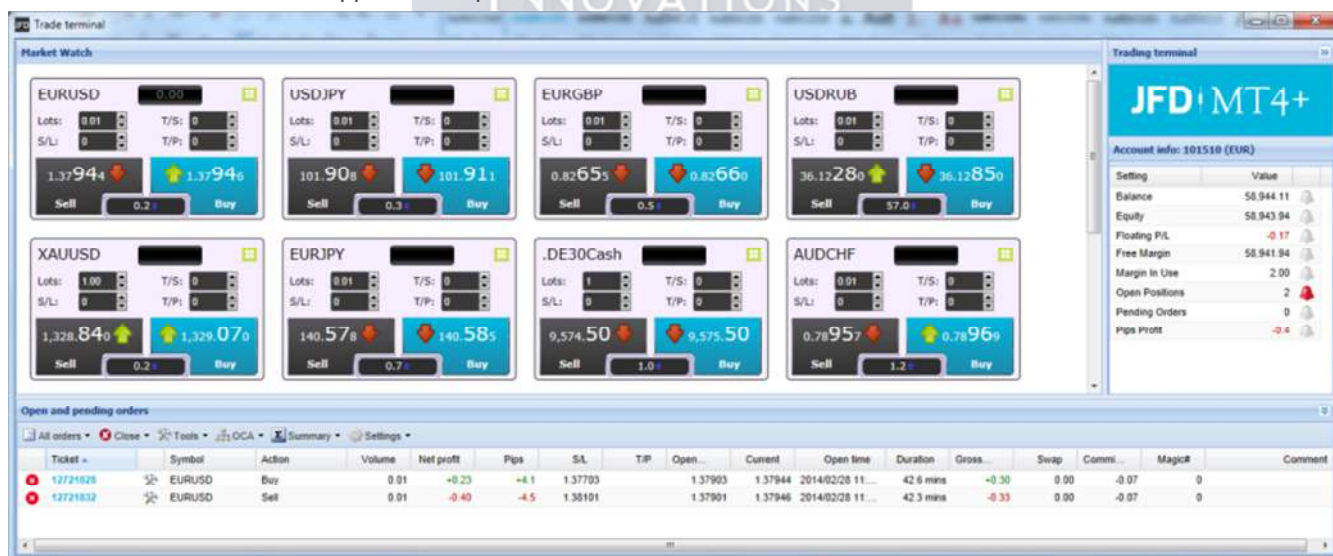 INNOVATIONS
JFD Trade terminal
Market Watch
EURUSD 0.00
Lots: 0.01 T/S: 0
S/L: 0 T/P: 0
1.37944 1.37946
Sell 0.2 Buy
USDJPY
Lots: 0.01 T/S: 0
S/L: 0 T/P: 0
101.908 101.911
Sell 0.3 Buy
EURGBP
Lots: 0.01 T/S: 0
S/L: 0 T/P: 0
0.82655 0.82660
Sell 0.5 Buy
USDRUB
Lots: 0.01 T/S: 0
S/L: 0 T/P: 0
36.12280 36.12850
Sell 57.0 Buy
XAUUSD
Lots: 1.00 T/S: 0
S/L: 0 T/P: 0
1,328.840 1,329.070
Sell 0.2 Buy
EURJPY
Lots: 0.01 T/S: 0
S/L: 0 T/P: 0
140.578 140.585
Sell 0.7 Buy
.DE30Cash
Lots: 1 T/S: 0
S/L: 0 T/P: 0
9,574.50 9,575.50
Sell 1.0 Buy
AUDCHF
Lots: 0.01 T/S: 0
S/L: 0 T/P: 0
0.78957 0.78969
Sell 1.2 Buy
Trading terminal
JFD MT4+
Account info: 101510 (EUR)
Setting Value
Balance 58,944.11
Equity 58,943.94
Floating P/L -0.17
Free Margin 58,941.94
Margin In Use 2.00
Open Positions 2
Pending Orders 0
Pips Profit -0.4
Open and pending orders
All orders Close Tools OCA Summary Settings
Ticket Symbol Action Volume Net profit Pips S/L T/P Open... Current Open time Duration Gross... Swap Commi... Magic# Comment
12721828 EURUSD Buy 0.01 +0.23 +4.1 1.37703 1.37903 1.37944 2014/02/28 11:... 42.6 mins +0.30 0.00 -0.07 0
12721832 EURUSD Sell 0.01 -0.40 -4.5 1.38101 1.37901 1.37946 2014/02/28 11:... 42.3 mins -0.33 0.00 -0.07 0